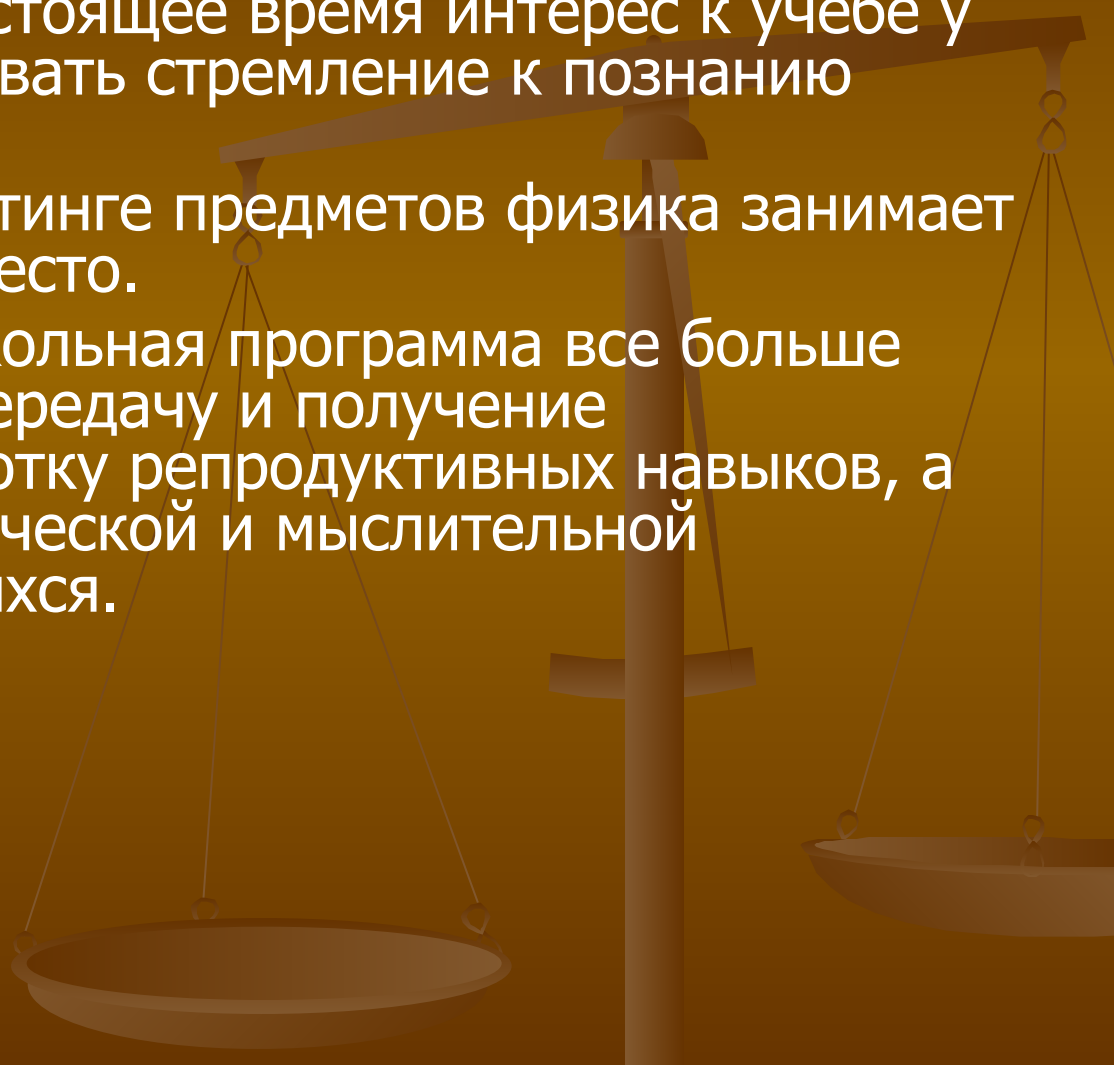 стоящее время интерес к учебе у
вать стремление к познанию
тинге предметов физика занимает
есто.
ольная программа все больше
ередачу и получение
отку репродуктивных навыков, а
ческой и мыслительной
хся.